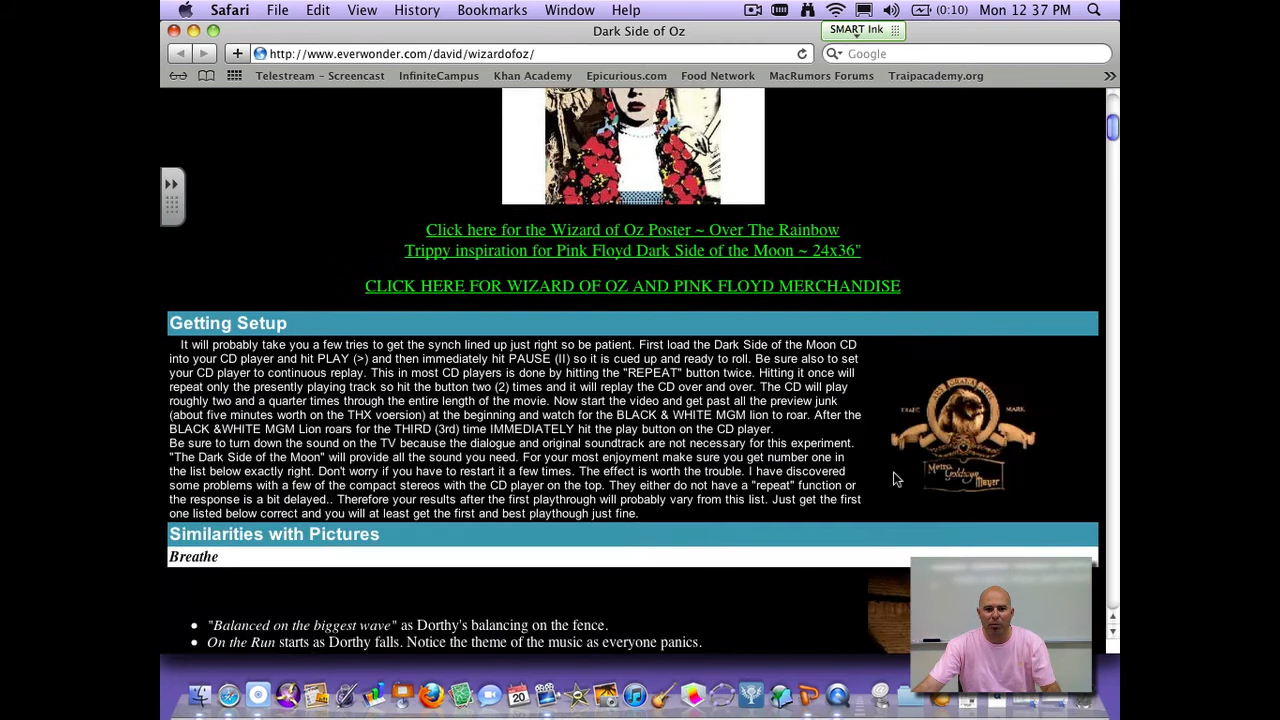 Safari File Edit View History Bookmarks Window Help (0:10) Mon 12:37 PM
Dark Side of Oz
SMART Ink
http://www.everwonder.com/david/wizardofoz/
Google
Telestream - Screencast InfiniteCampus Khan Academy Epicurious.com Food Network MacRumors Forums Traipacademy.org
Click here for the Wizard of Oz Poster ~ Over The Rainbow
Trippy inspiration for Pink Floyd Dark Side of the Moon ~ 24x36"
CLICK HERE FOR WIZARD OF OZ AND PINK FLOYD MERCHANDISE
Getting Setup
It will probably take you a few tries to get the synch lined up just right so be patient. First load the Dark Side of the Moon CD
into your CD player and hit PLAY (>) and then immediately hit PAUSE (II) so it is cued up and ready to roll. Be sure also to set
your CD player to continuous replay. This in most CD players is done by hitting the "REPEAT" button twice. Hitting it once will
repeat only the presently playing track so hit the button two (2) times and it will replay the CD over and over. The CD will play
roughly two and a quarter times through the entire length of the movie. Now start the video and get past all the preview junk
(about five minutes worth on the THX voersion) at the beginning and watch for the BLACK & WHITE MGM lion to roar. After the
BLACK &WHITE MGM Lion roars for the THIRD (3rd) time IMMEDIATELY hit the play button on the CD player.
Be sure to turn down the sound on the TV because the dialogue and original soundtrack are not necessary for this experiment.
"The Dark Side of the Moon" will provide all the sound you need. For your most enjoyment make sure you get number one in
the list below exactly right. Don't worry if you have to restart it a few times. The effect is worth the trouble. I have discovered
some problems with a few of the compact stereos with the CD player on the top. They either do not have a "repeat" function or
the response is a bit delayed.. Therefore your results after the first playthrough will probably vary from this list. Just get the first
one listed below correct and you will at least get the first and best playthough just fine.
ARS GRATIA ARTIS
TRADE MARK
Metro
Goldwyn
Mayer
Similarities with Pictures
Breathe
"Balanced on the biggest wave" as Dorthy's balancing on the fence.
On the Run starts as Dorthy falls. Notice the theme of the music as everyone panics.
20